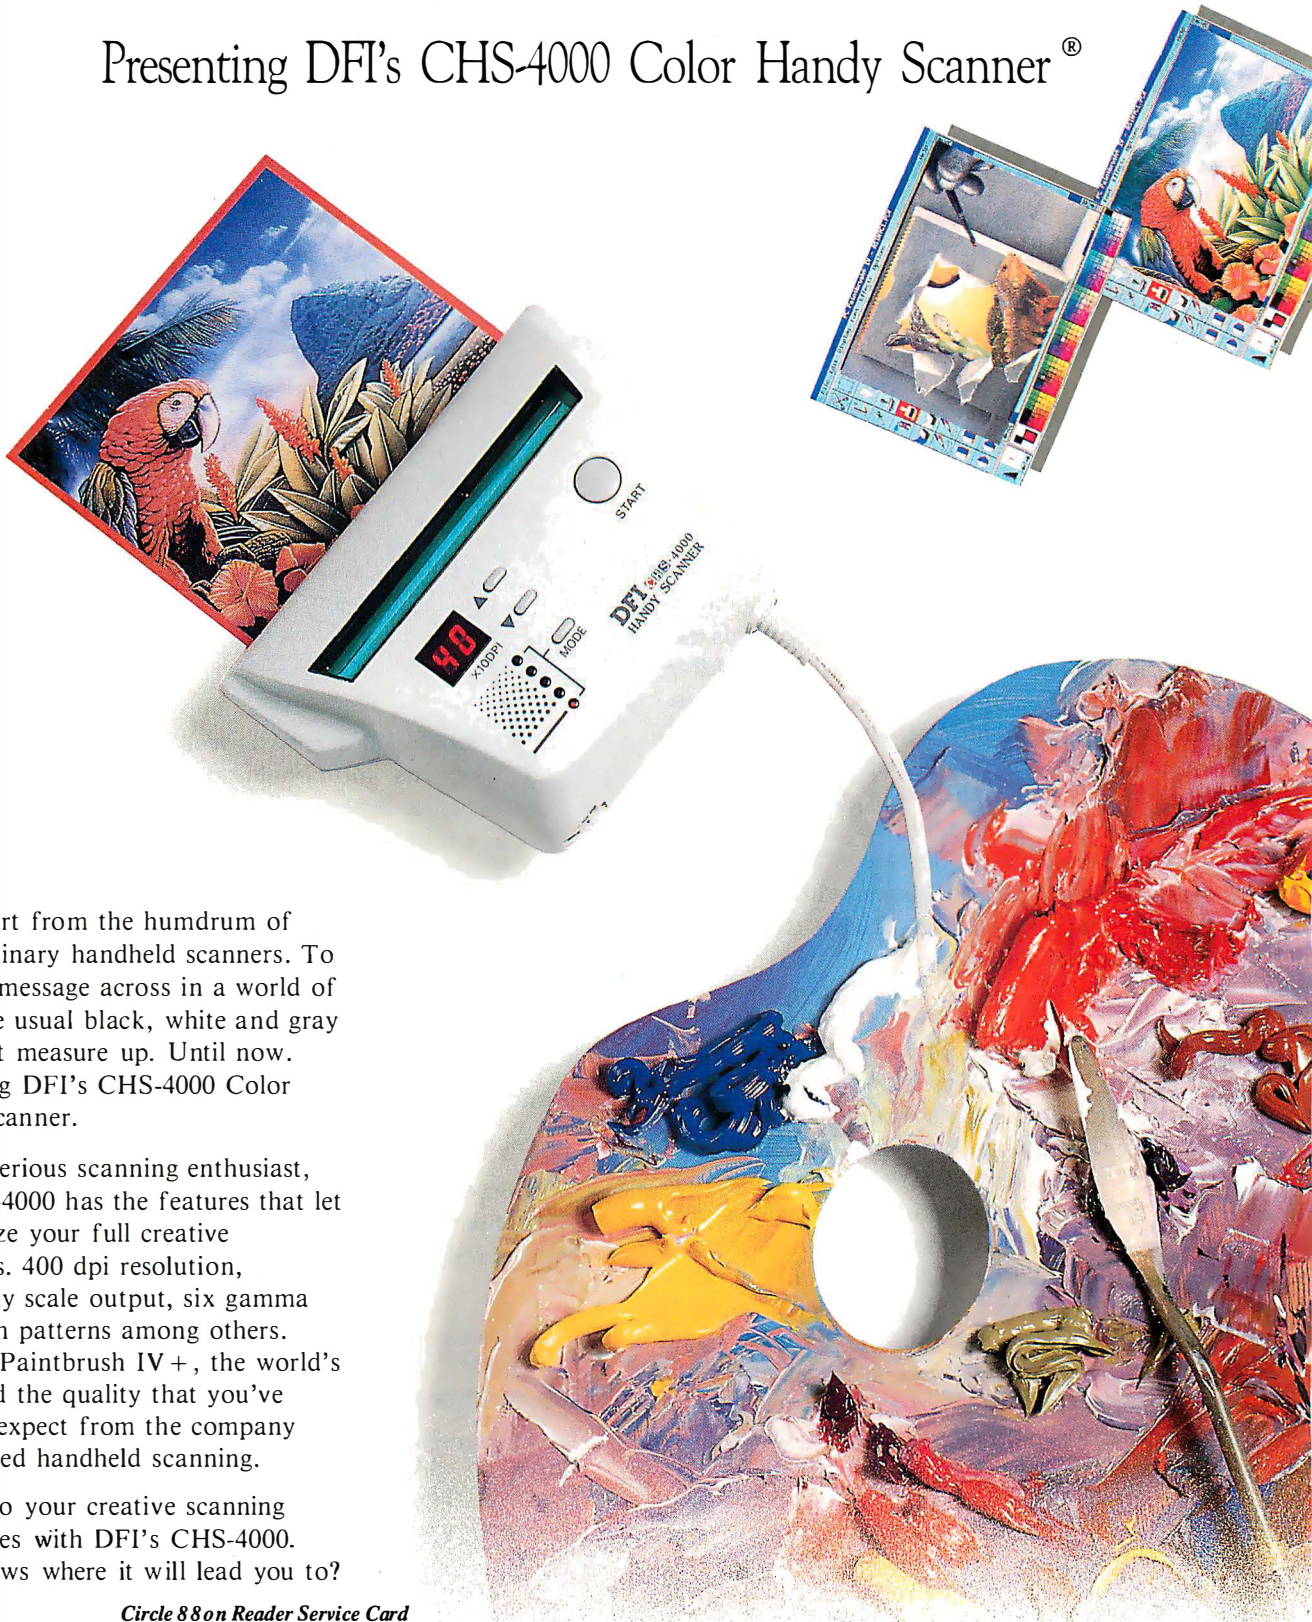 Presenting DFI's CHS-4000 Color Handy Scanner ®
START
DFI CHS-4000
HANDY SCANNER
40
X10DPI
MODE
rt from the humdrum of
inary handheld scanners. To
message across in a world of
e usual black, white and gray
t measure up. Until now.
g DFI's CHS-4000 Color
canner.
erious scanning enthusiast,
-4000 has the features that let
ze your full creative
s. 400 dpi resolution,
y scale output, six gamma
n patterns among others.
Paintbrush IV+, the world's
d the quality that you've
expect from the company
ed handheld scanning.
o your creative scanning
es with DFI's CHS-4000.
ws where it will lead you to?
Circle 88 on Reader Service Card